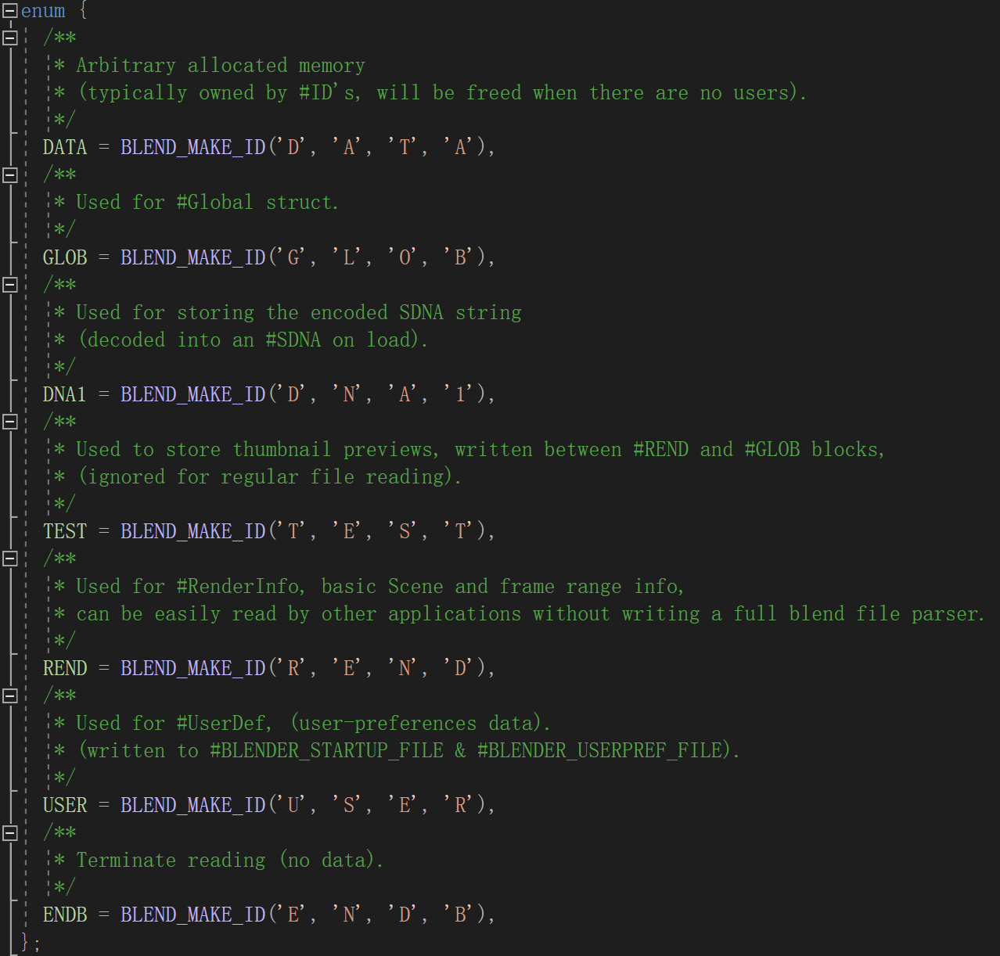 enum {
/**
* Arbitrary allocated memory
* (typically owned by #ID's, will be freed when there are no users).
*/
DATA = BLEND_MAKE_ID('D', 'A', 'T', 'A'),
/**
* Used for #Global struct.
*/
GLOB = BLEND_MAKE_ID('G', 'L', 'O', 'B'),
/**
* Used for storing the encoded SDNA string
* (decoded into an #SDNA on load).
*/
DNA1 = BLEND_MAKE_ID('D', 'N', 'A', '1'),
/**
* Used to store thumbnail previews, written between #REND and #GLOB blocks,
* (ignored for regular file reading).
*/
TEST = BLEND_MAKE_ID('T', 'E', 'S', 'T'),
/**
* Used for #RenderInfo, basic Scene and frame range info,
* can be easily read by other applications without writing a full blend file parser.
*/
REND = BLEND_MAKE_ID('R', 'E', 'N', 'D'),
/**
* Used for #UserDef, (user-preferences data).
* (written to #BLENDER_STARTUP_FILE & #BLENDER_USERPREF_FILE).
*/
USER = BLEND_MAKE_ID('U', 'S', 'E', 'R'),
/**
* Terminate reading (no data).
*/
ENDB = BLEND_MAKE_ID('E', 'N', 'D', 'B'),
};